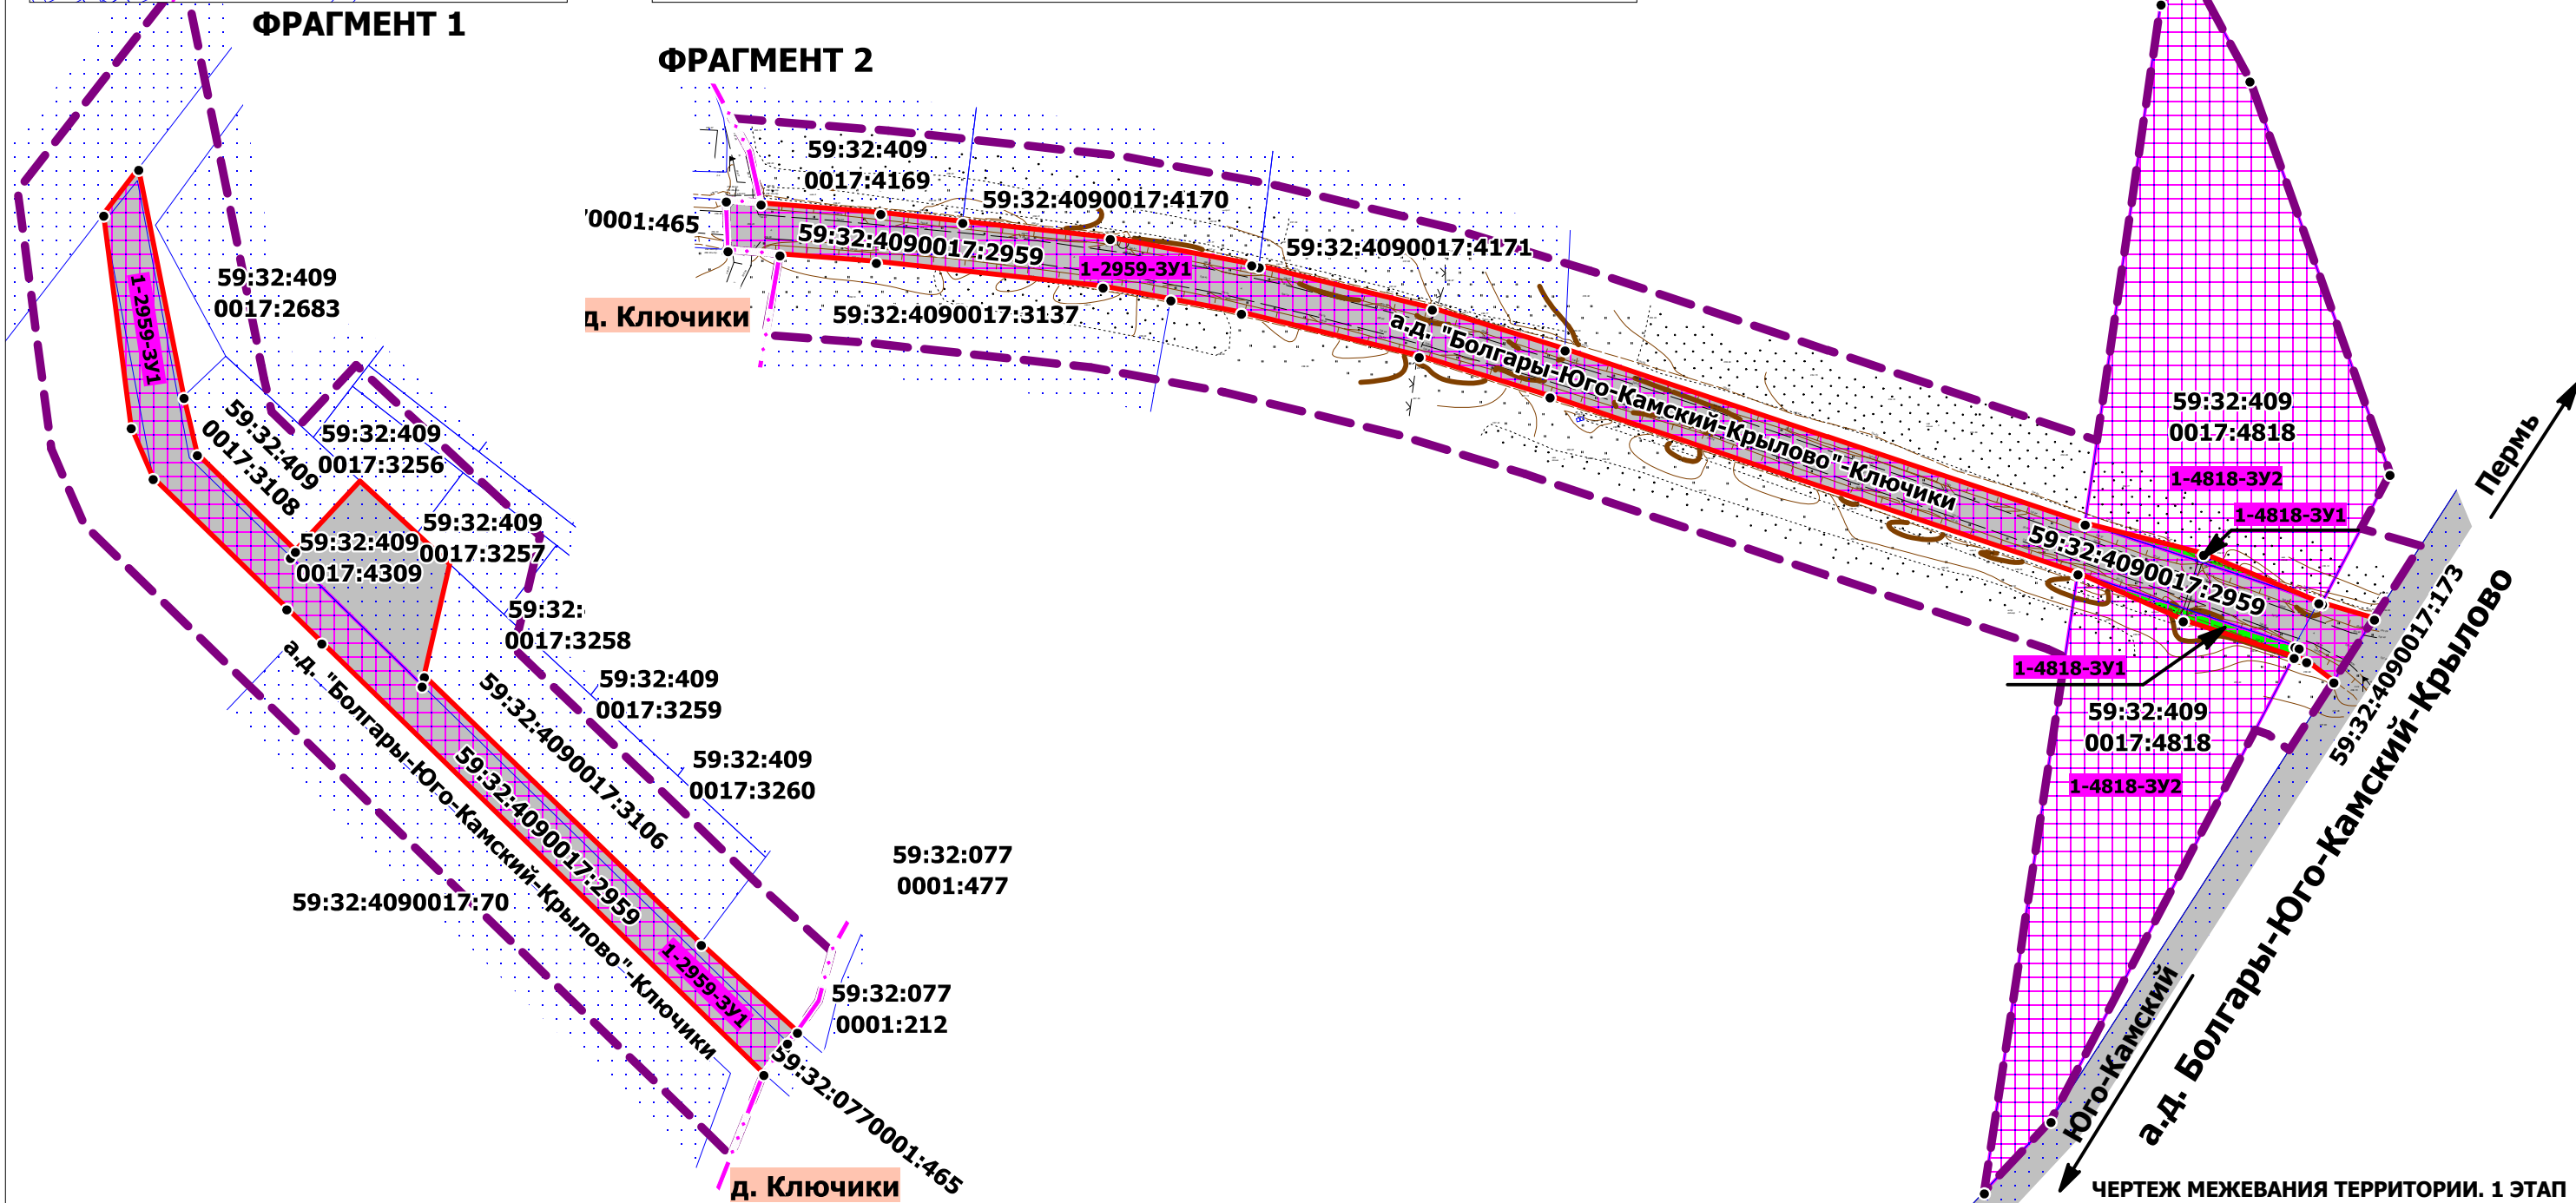 ФРАГМЕНТ 1
1-2959-ЗУ1
59:32:409
0017:2683
59:32:409
0017:3108
59:32:409
0017:3256
59:32:409
0017:3257
59:32:409
0017:4309
59:32:
0017:3258
59:32:409
0017:3259
59:32:409
0017:3260
59:32:4090017:3106
59:32:4090017:2959
а.д. "Болгары-Юго-Камский-Крылово"-Ключики
59:32:4090017:70
1-2959-ЗУ1
59:32:077
0001:477
59:32:077
0001:212
59:32:0770001:465
д. Ключики
ФРАГМЕНТ 2
59:32:409
0017:4169
59:32:4090017:4170
59:32:4090017:4171
70001:465
59:32:4090017:2959
1-2959-ЗУ1
д. Ключики
59:32:4090017:3137
а.д. "Болгары-Юго-Камский-Крылово"-Ключики
59:32:4090017:2959
59:32:409
0017:4818
1-4818-ЗУ2
1-4818-ЗУ1
1-4818-ЗУ1
59:32:409
0017:4818
1-4818-ЗУ2
Пермь
59:32:4090017:173
а.д. Болгары-Юго-Камский-Крылово
Юго-Камский
ЧЕРТЕЖ МЕЖЕВАНИЯ ТЕРРИТОРИИ. 1 ЭТАП